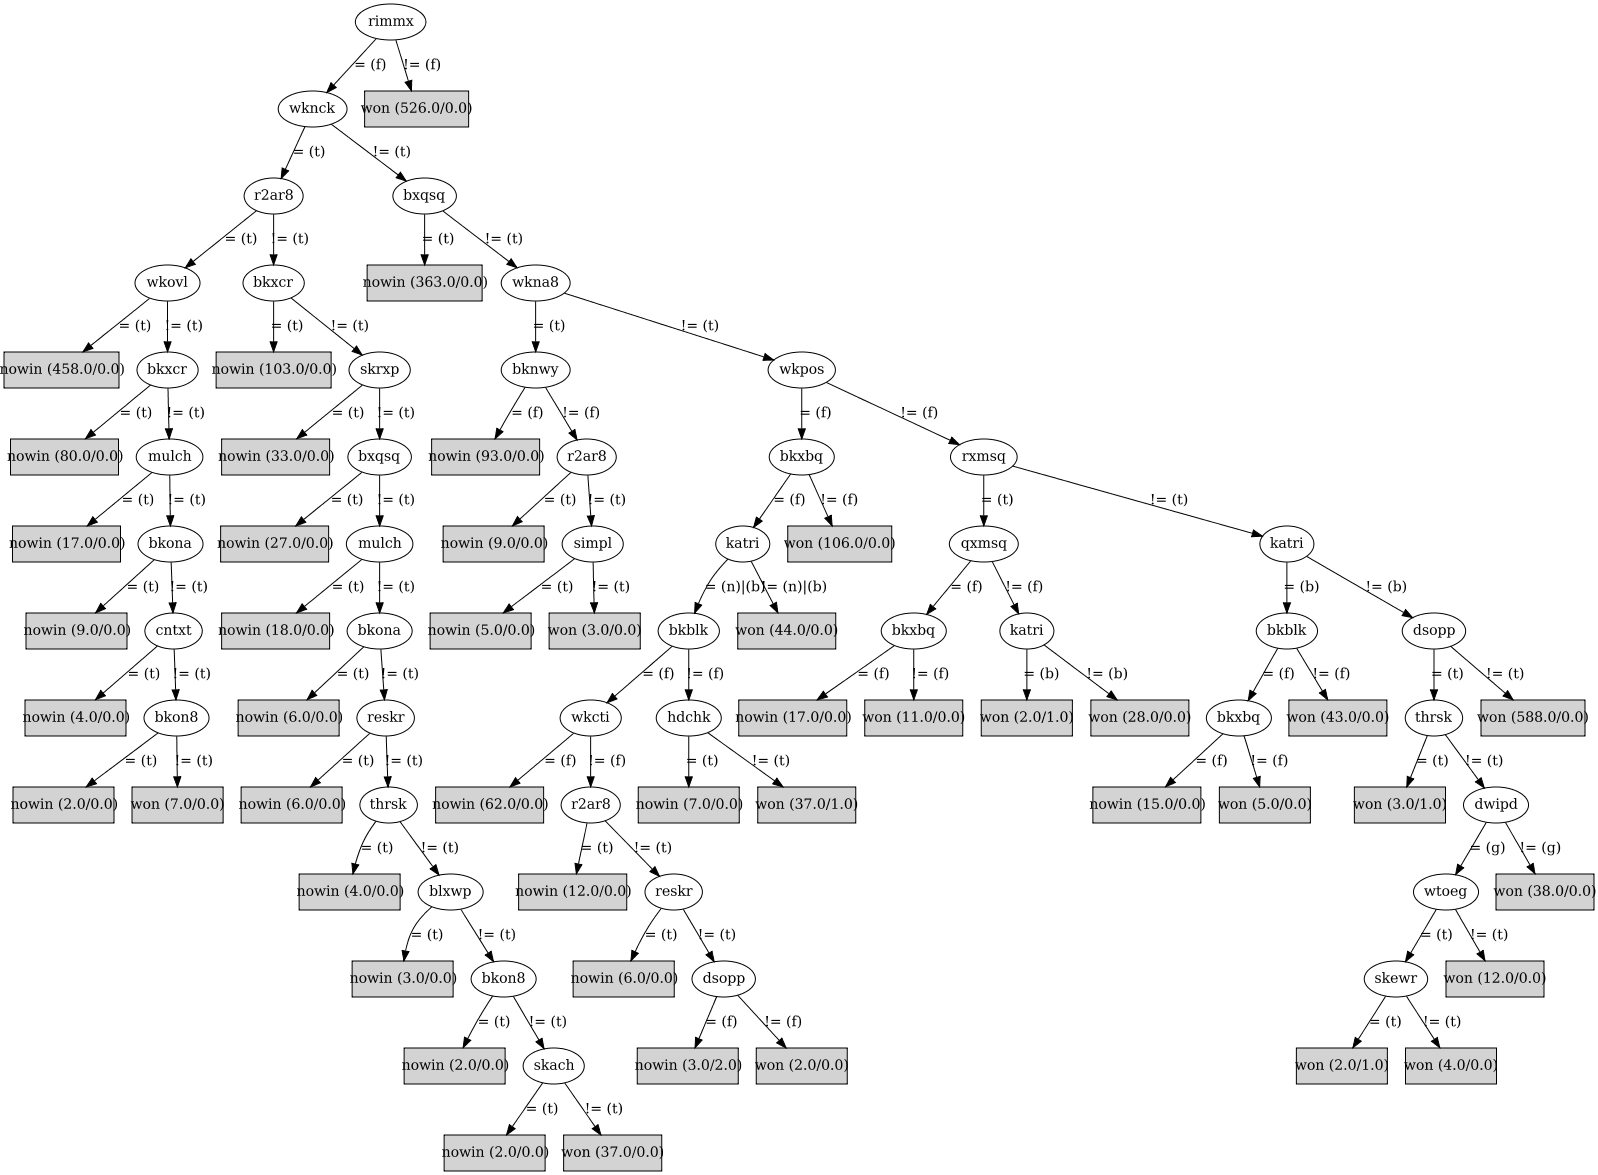 rimmx
= (f) != (f)
wknck won (526.0/0.0)
= (t) != (t)
r2ar8 bxqsq
= (t) != (t) = (t) != (t)
wkovl bkxcr nowin (363.0/0.0) wkna8
= (t) != (t) = (t) != (t) = (t) != (t)
nowin (458.0/0.0) bkxcr nowin (103.0/0.0) skrxp bknwy wkpos
= (t) != (t) = (t) != (t) = (f) != (f) = (f) != (f)
nowin (80.0/0.0) mulch nowin (33.0/0.0) bxqsq nowin (93.0/0.0) r2ar8 bkxbq rxmsq
= (t) != (t) = (t) != (t) = (t) != (t) = (f) != (f) = (t) != (t)
nowin (17.0/0.0) bkona nowin (27.0/0.0) mulch nowin (9.0/0.0) simpl katri won (106.0/0.0) qxmsq katri
= (t) != (t) = (t) != (t) = (t) != (t) = (n)|(b) != (n)|(b) = (f) != (f) = (b) != (b)
nowin (9.0/0.0) cntxt nowin (18.0/0.0) bkona nowin (5.0/0.0) won (3.0/0.0) bkblk won (44.0/0.0) bkxbq katri bkblk dsopp
= (t) != (t) = (t) != (t) = (f) != (f) = (f) != (f) = (b) != (b) = (f) != (f) = (t) != (t)
nowin (4.0/0.0) bkon8 nowin (6.0/0.0) reskr wkcti hdchk nowin (17.0/0.0) won (11.0/0.0) won (2.0/1.0) won (28.0/0.0) bkxbq won (43.0/0.0) thrsk won (588.0/0.0)
= (t) != (t) = (t) != (t) = (f) != (f) = (t) != (t) = (f) != (f) = (t) != (t)
nowin (2.0/0.0) won (7.0/0.0) nowin (6.0/0.0) thrsk nowin (62.0/0.0) r2ar8 nowin (7.0/0.0) won (37.0/1.0) nowin (15.0/0.0) won (5.0/0.0) won (3.0/1.0) dwipd
= (t) != (t) = (t) != (t) = (g) != (g)
nowin (4.0/0.0) blxwp nowin (12.0/0.0) reskr wtoeg won (38.0/0.0)
= (t) != (t) = (t) != (t) = (t) != (t)
nowin (3.0/0.0) bkon8 nowin (6.0/0.0) dsopp skewr won (12.0/0.0)
= (t) != (t) = (f) != (f) = (t) != (t)
nowin (2.0/0.0) skach nowin (3.0/2.0) won (2.0/0.0) won (2.0/1.0) won (4.0/0.0)
= (t) != (t)
nowin (2.0/0.0) won (37.0/0.0)